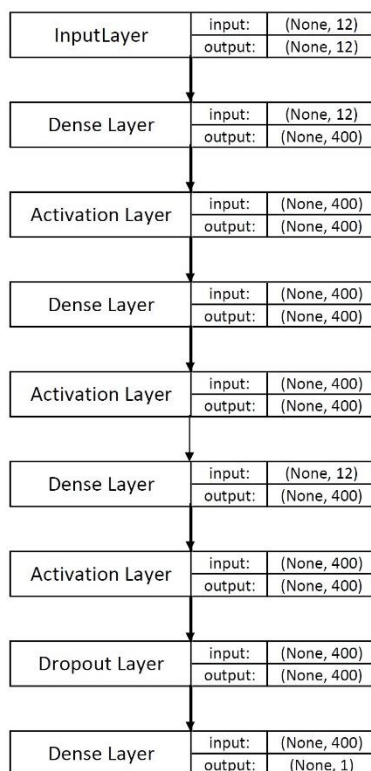 InputLayer input: (None, 12)
output: (None, 12)
Dense Layer input: (None, 12)
output: (None, 400)
Activation Layer input: (None, 400)
output: (None, 400)
Dense Layer input: (None, 400)
output: (None, 400)
Activation Layer input: (None, 400)
output: (None, 400)
Dense Layer input: (None, 12)
output: (None, 400)
Activation Layer input: (None, 400)
output: (None, 400)
Dropout Layer input: (None, 400)
output: (None, 400)
Dense Layer input: (None, 400)
output: (None, 1)